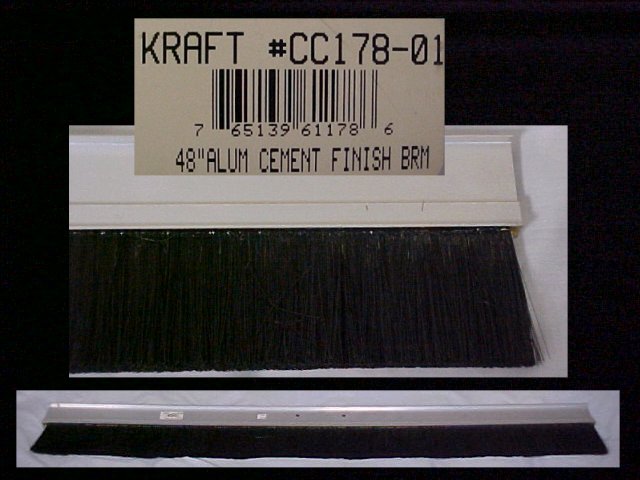 KRAFT #CC178-01
7 65139 61178 6
48"ALUM CEMENT FINISH BRM